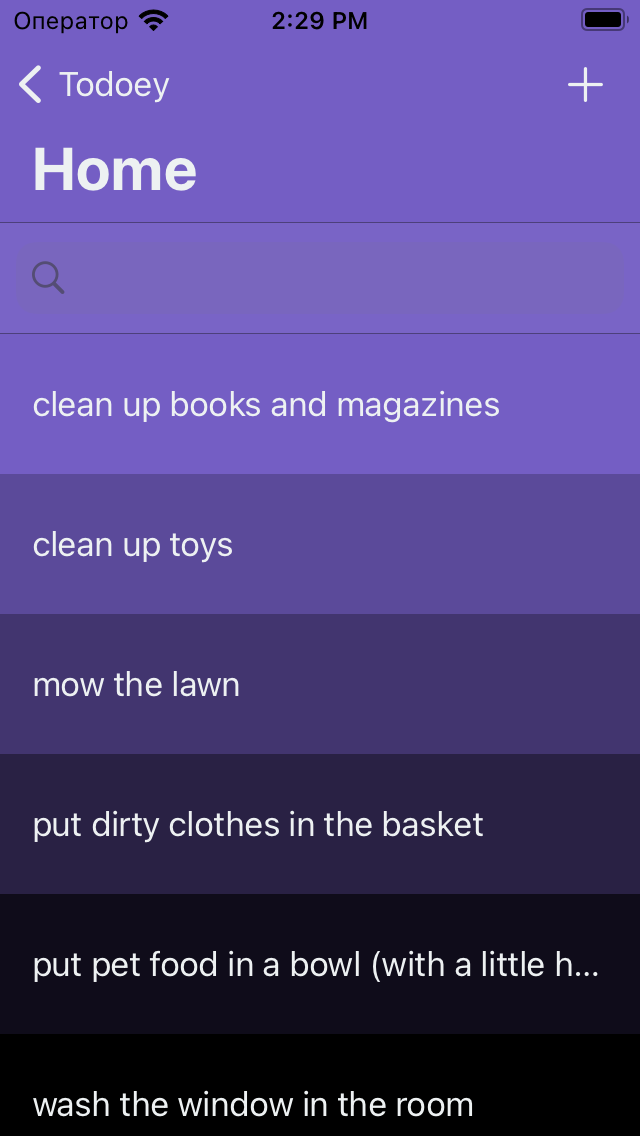 Оператор 2:29 PM
Todoey
Home
clean up books and magazines
clean up toys
mow the lawn
put dirty clothes in the basket
put pet food in a bowl (with a little h...
wash the window in the room